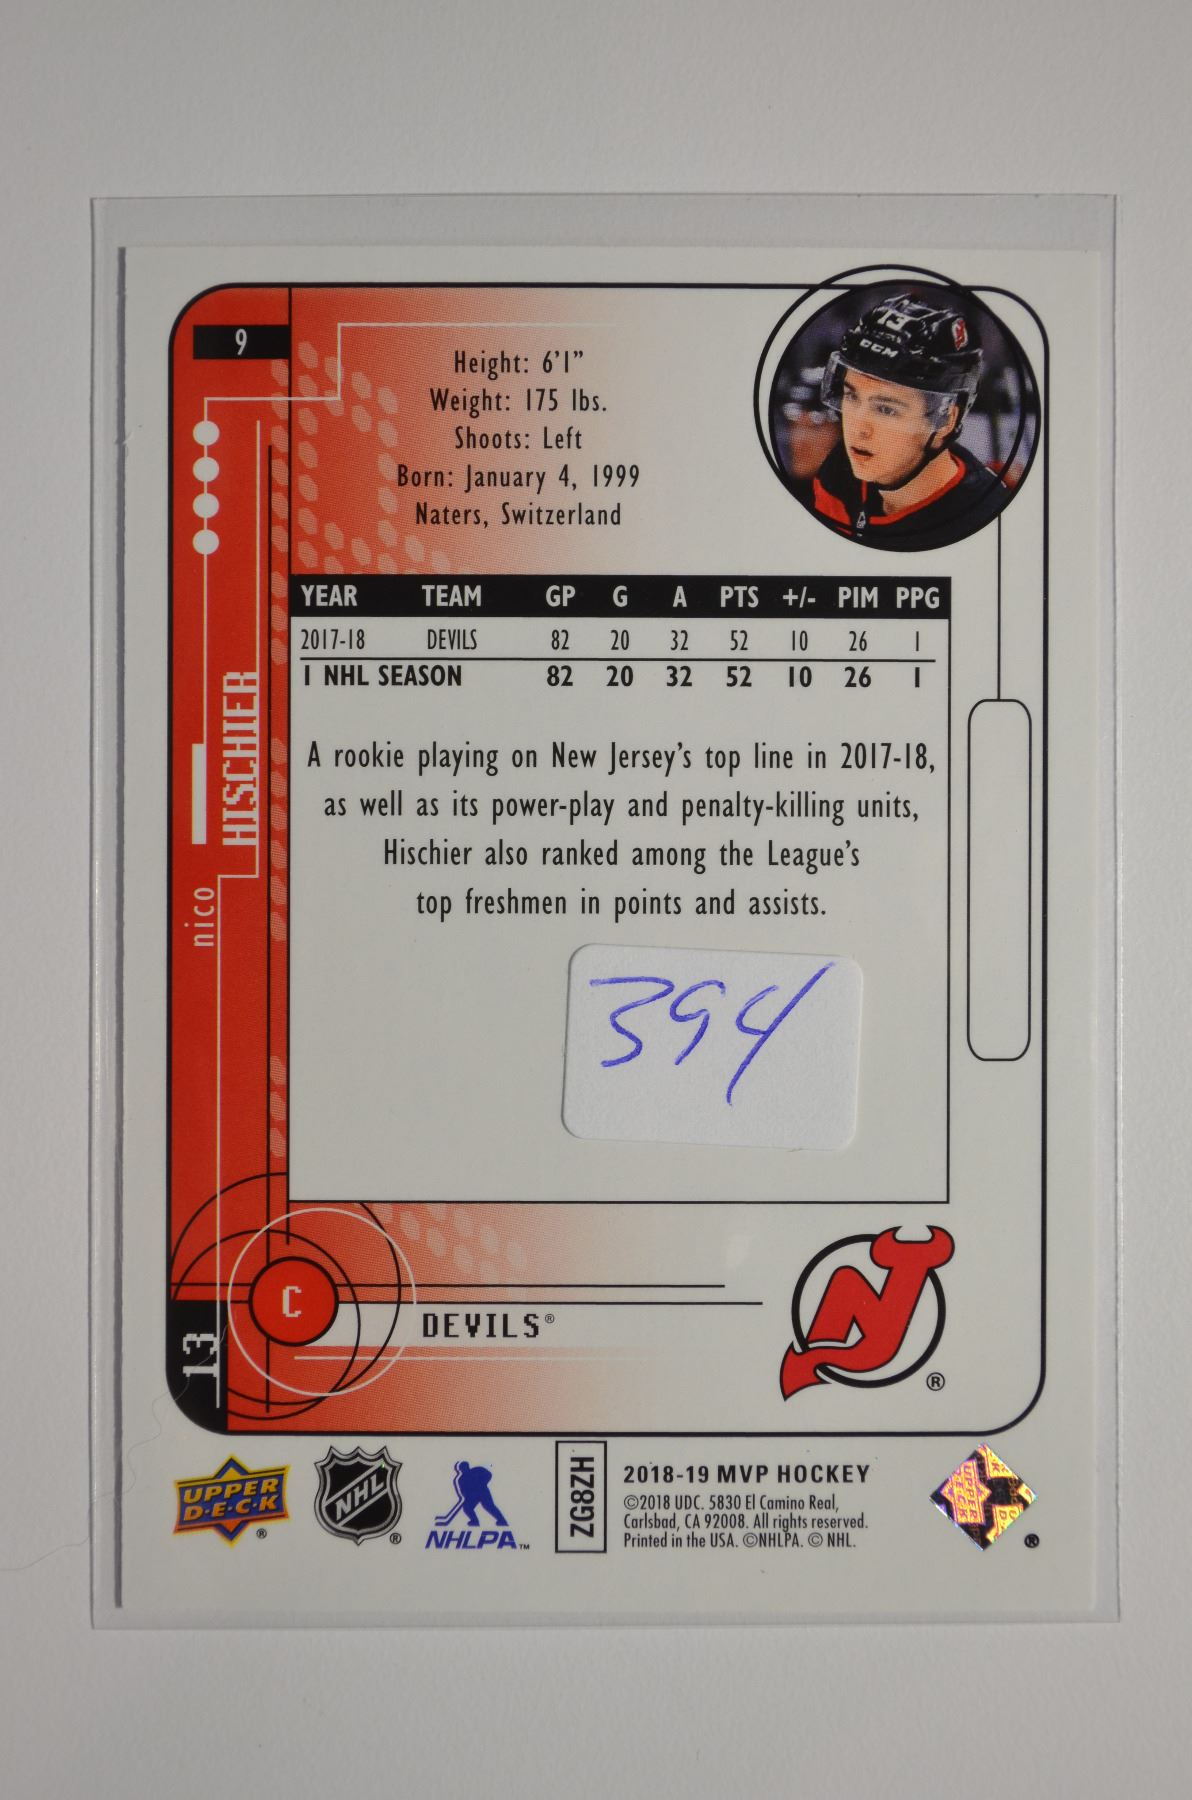 9
Height: 6'1"
Weight: 175 lbs.
Shoots: Left
Born: January 4, 1999
Naters, Switzerland
13
CCM
nico
HISCHIER
YEAR TEAM GP G A PTS +/- PIM PPG
2017-18 DEVILS 82 20 32 52 10 26 1
1 NHL SEASON 82 20 32 52 10 26 1
A rookie playing on New Jersey's top line in 2017-18,
as well as its power-play and penalty-killing units,
Hischier also ranked among the League's
top freshmen in points and assists.
394
C
DEVILS®
13
NJ
®
UPPER
D·E·C·K
®
NHL
®
NHLPA™
ZG8ZH
2018-19 MVP HOCKEY
©2018 UDC. 5830 El Camino Real,
Carlsbad, CA 92008. All rights reserved.
Printed in the USA. ©NHLPA. © NHL.
UPPER
DECK
®